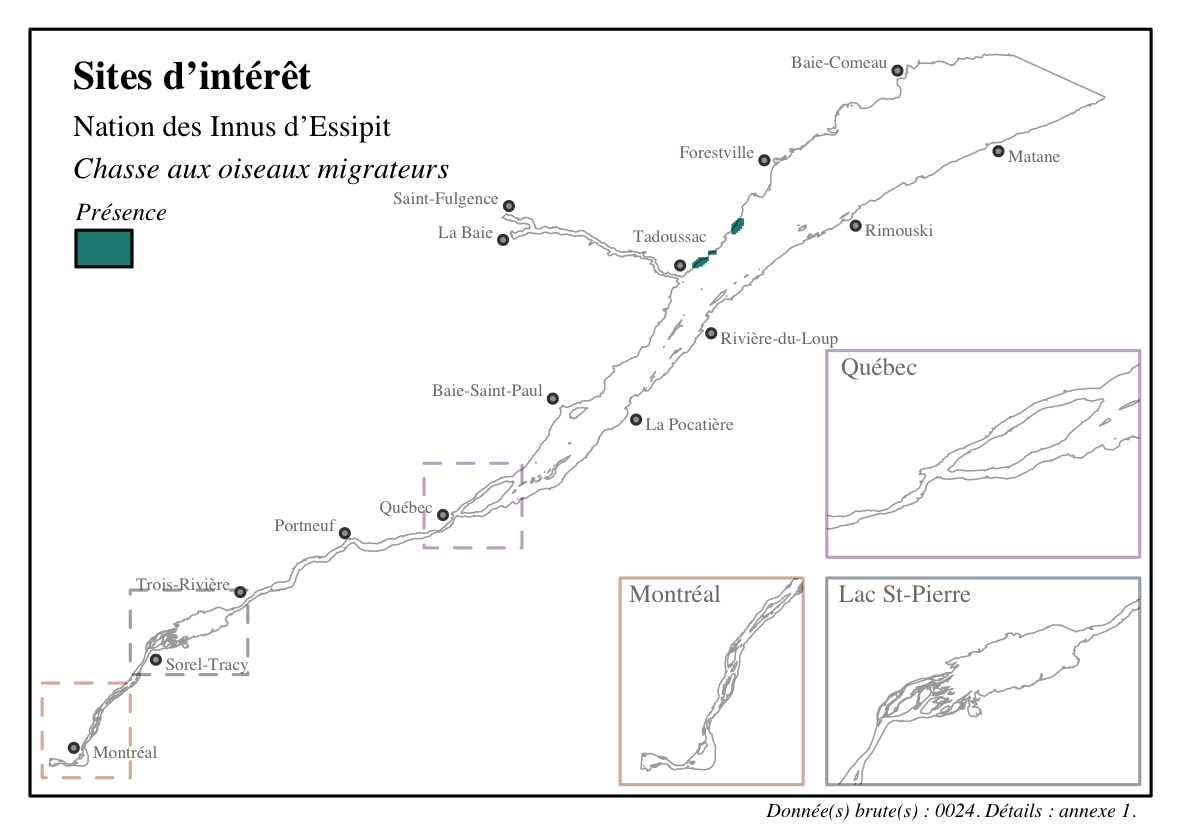 Sites d’intérêt
Nation des Innus d’Essipit
Chasse aux oiseaux migrateurs
Présence
Baie-Comeau
Forestville
Matane
Saint-Fulgence
La Baie
Tadoussac
Rimouski
Rivière-du-Loup
Baie-Saint-Paul
La Pocatière
Québec
Portneuf
Trois-Rivière
Sorel-Tracy
Montréal
Québec
Montréal
Lac St-Pierre
Donnée(s) brute(s) : 0024. Détails : annexe 1.